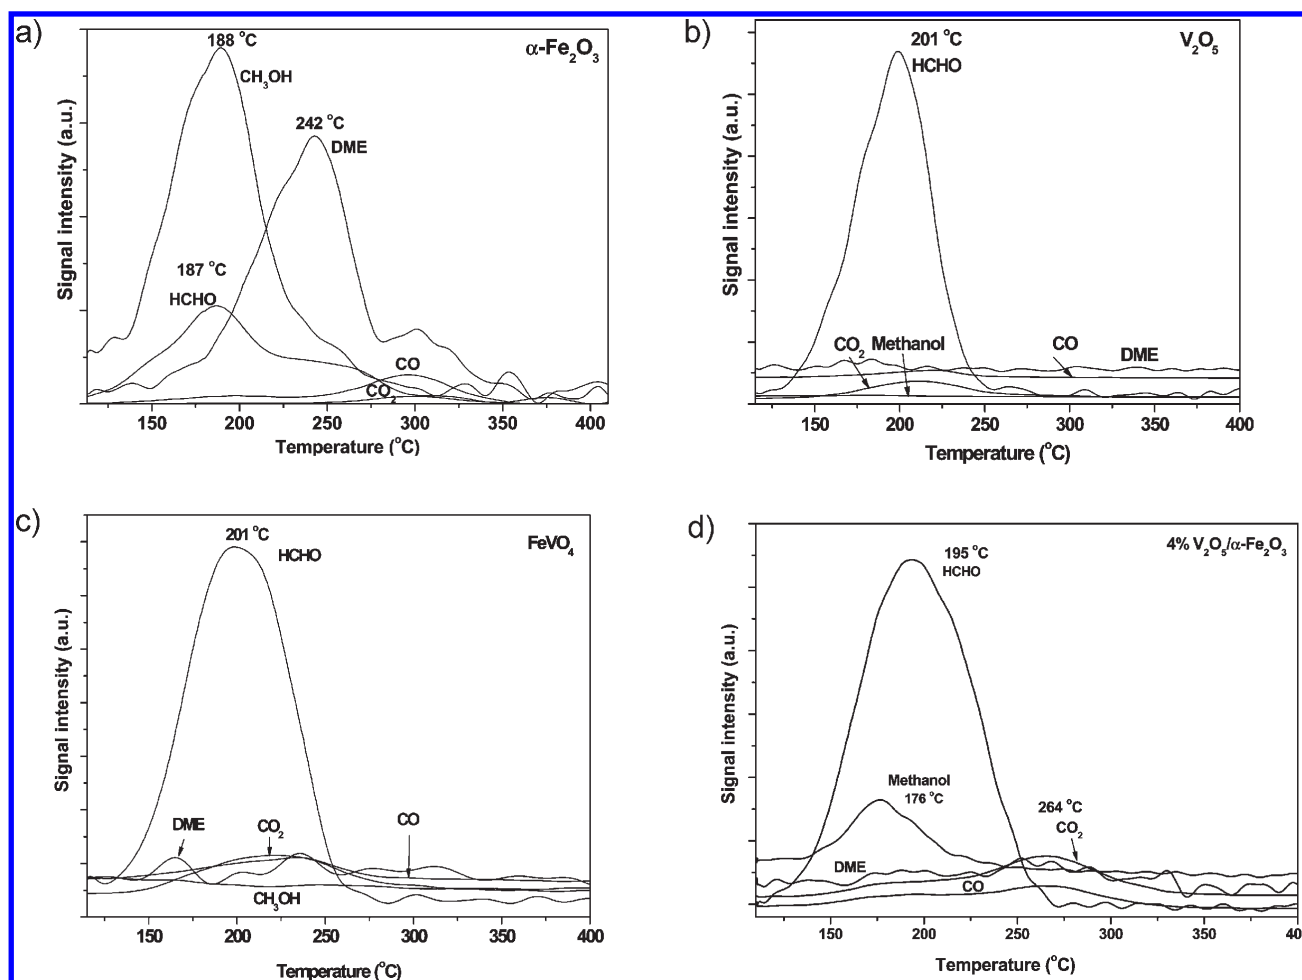 a)
188 °C
α-Fe₂O₃
CH₃OH
242 °C
DME
187 °C
HCHO
CO
CO₂
Signal intensity (a.u.)
150 200 250 300 350 400
Temperature (°C)
b)
201 °C
HCHO
V₂O₅
CO₂ Methanol
CO
DME
Signal intensity (a.u.)
150 200 250 300 350 400
Temperature (°C)
c)
201 °C
HCHO
FeVO₄
DME
CO₂
CO
CH₃OH
Signal intensity (a.u.)
150 200 250 300 350 400
Temperature (°C)
d)
195 °C
HCHO
4% V₂O₅/α-Fe₂O₃
Methanol
176 °C
264 °C
CO₂
DME
CO
Signal intensity (a.u.)
150 200 250 300 350 40
Temperature (°C)